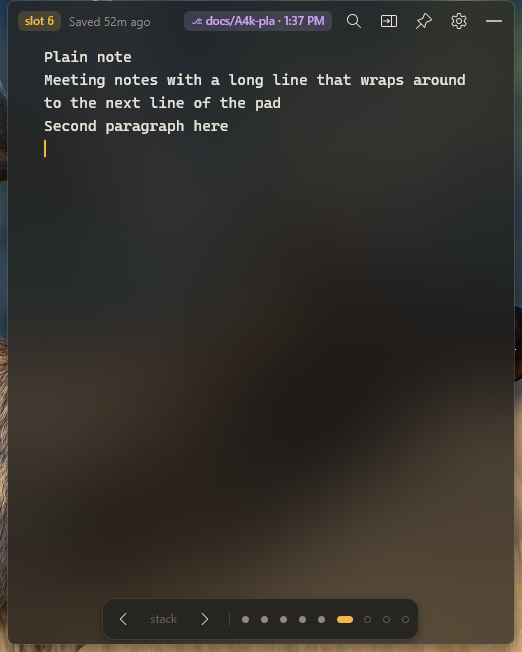 slot 6
Saved 52m ago
docs/A4k-pla · 1:37 PM
Plain note
Meeting notes with a long line that wraps around
to the next line of the pad
Second paragraph here
stack